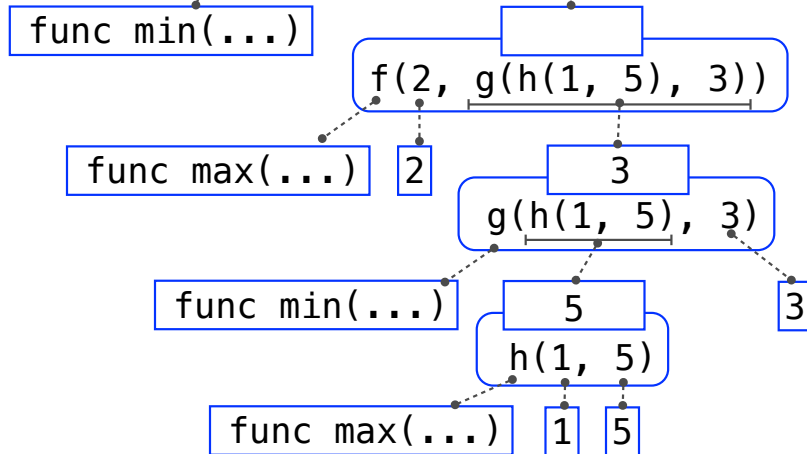 func min(...)
f(2, g(h(1, 5), 3))
func max(...)
2
3
g(h(1, 5), 3)
func min(...)
3
5
h(1, 5)
func max(...)
1
5